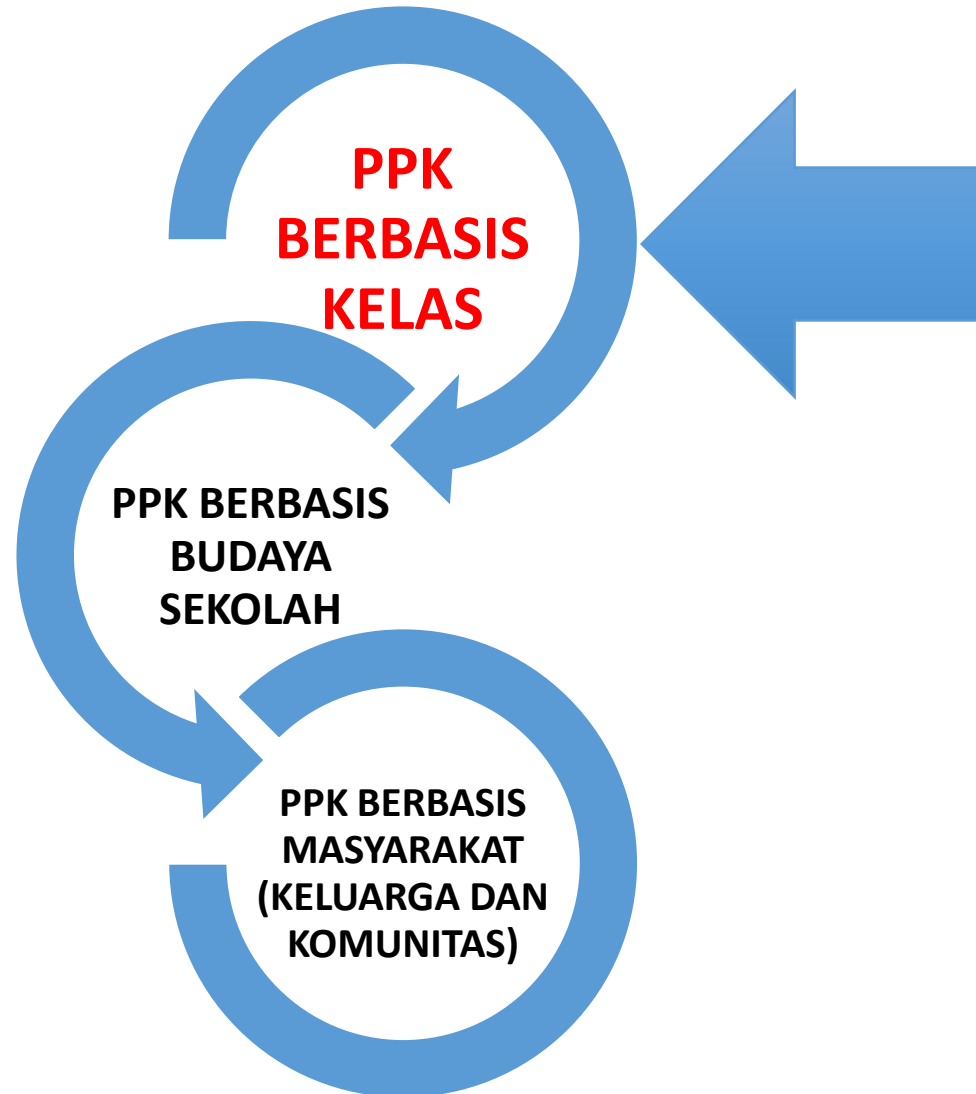 PPK
BERBASIS
KELAS
PPK BERBASIS
BUDAYA
SEKOLAH
PPK BERBASIS
MASYARAKAT
(KELUARGA DAN
KOMUNITAS)